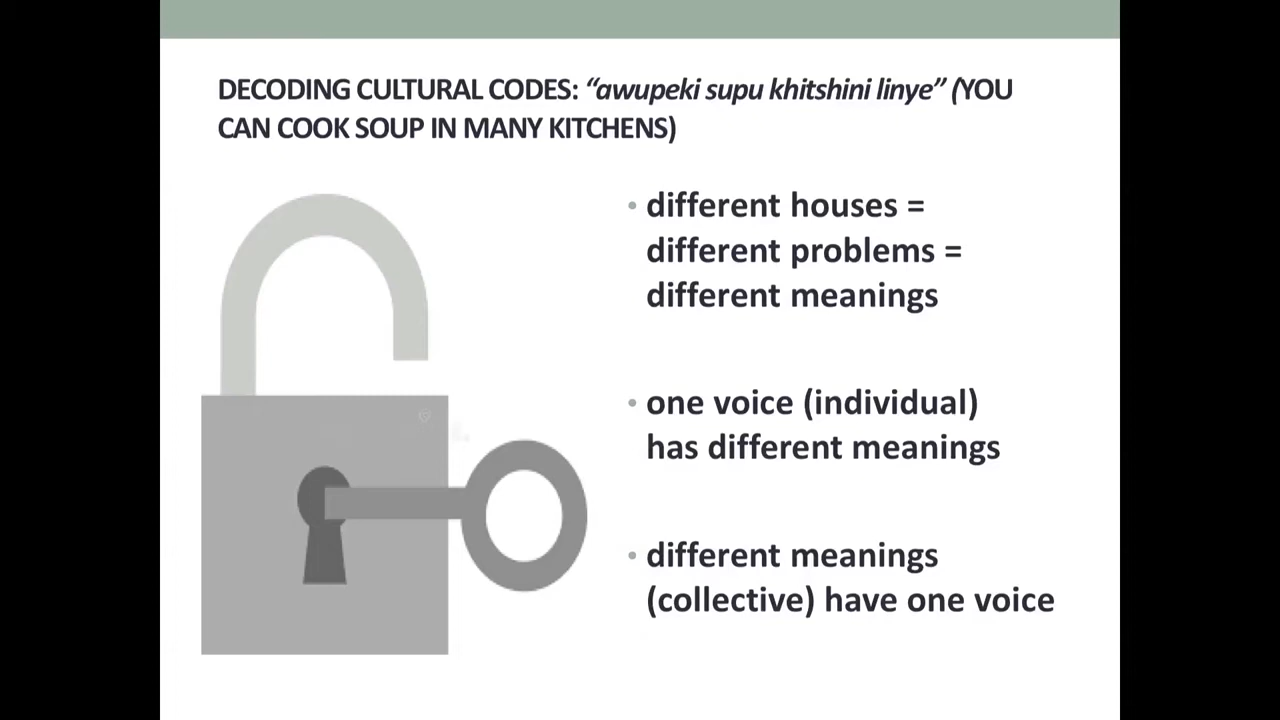 DECODING CULTURAL CODES: “awupeki supu khitshini linye” (YOU
CAN COOK SOUP IN MANY KITCHENS)
• different houses =
different problems =
different meanings
• one voice (individual)
has different meanings
• different meanings
(collective) have one voice